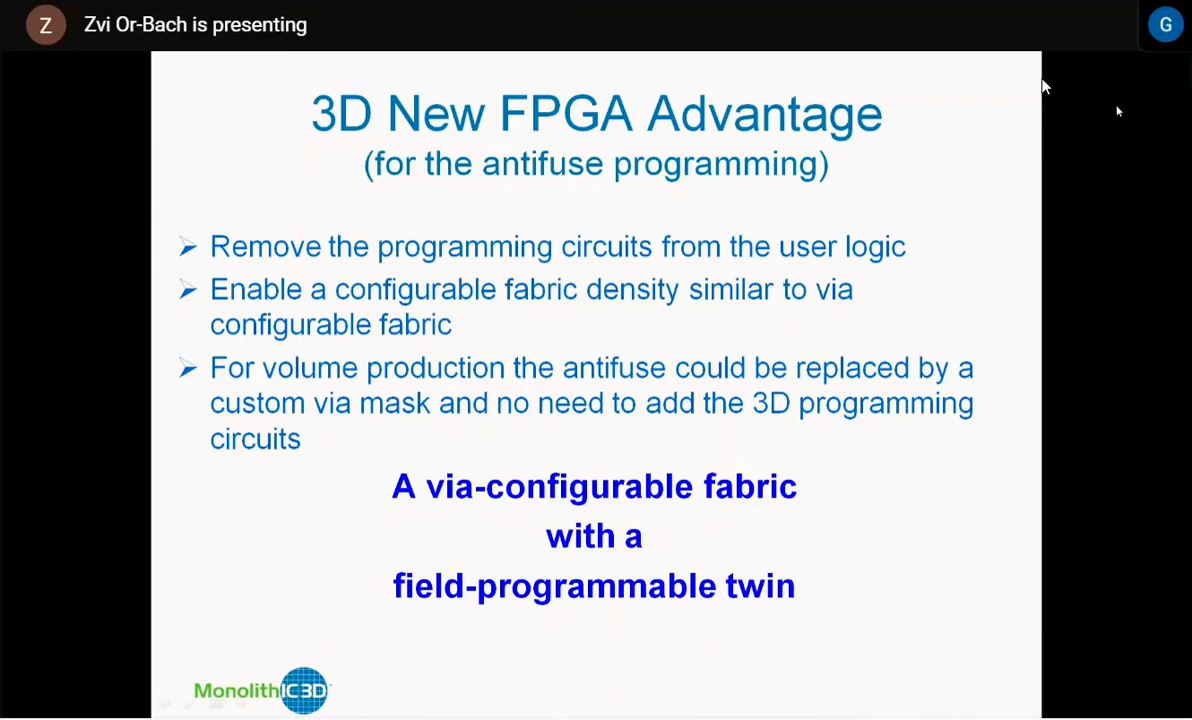 Z
Zvi Or-Bach is presenting
G
3D New FPGA Advantage
(for the antifuse programming)
Remove the programming circuits from the user logic
Enable a configurable fabric density similar to via
configurable fabric
For volume production the antifuse could be replaced by a
custom via mask and no need to add the 3D programming
circuits
A via-configurable fabric
with a
field-programmable twin
MonolithIC 3D